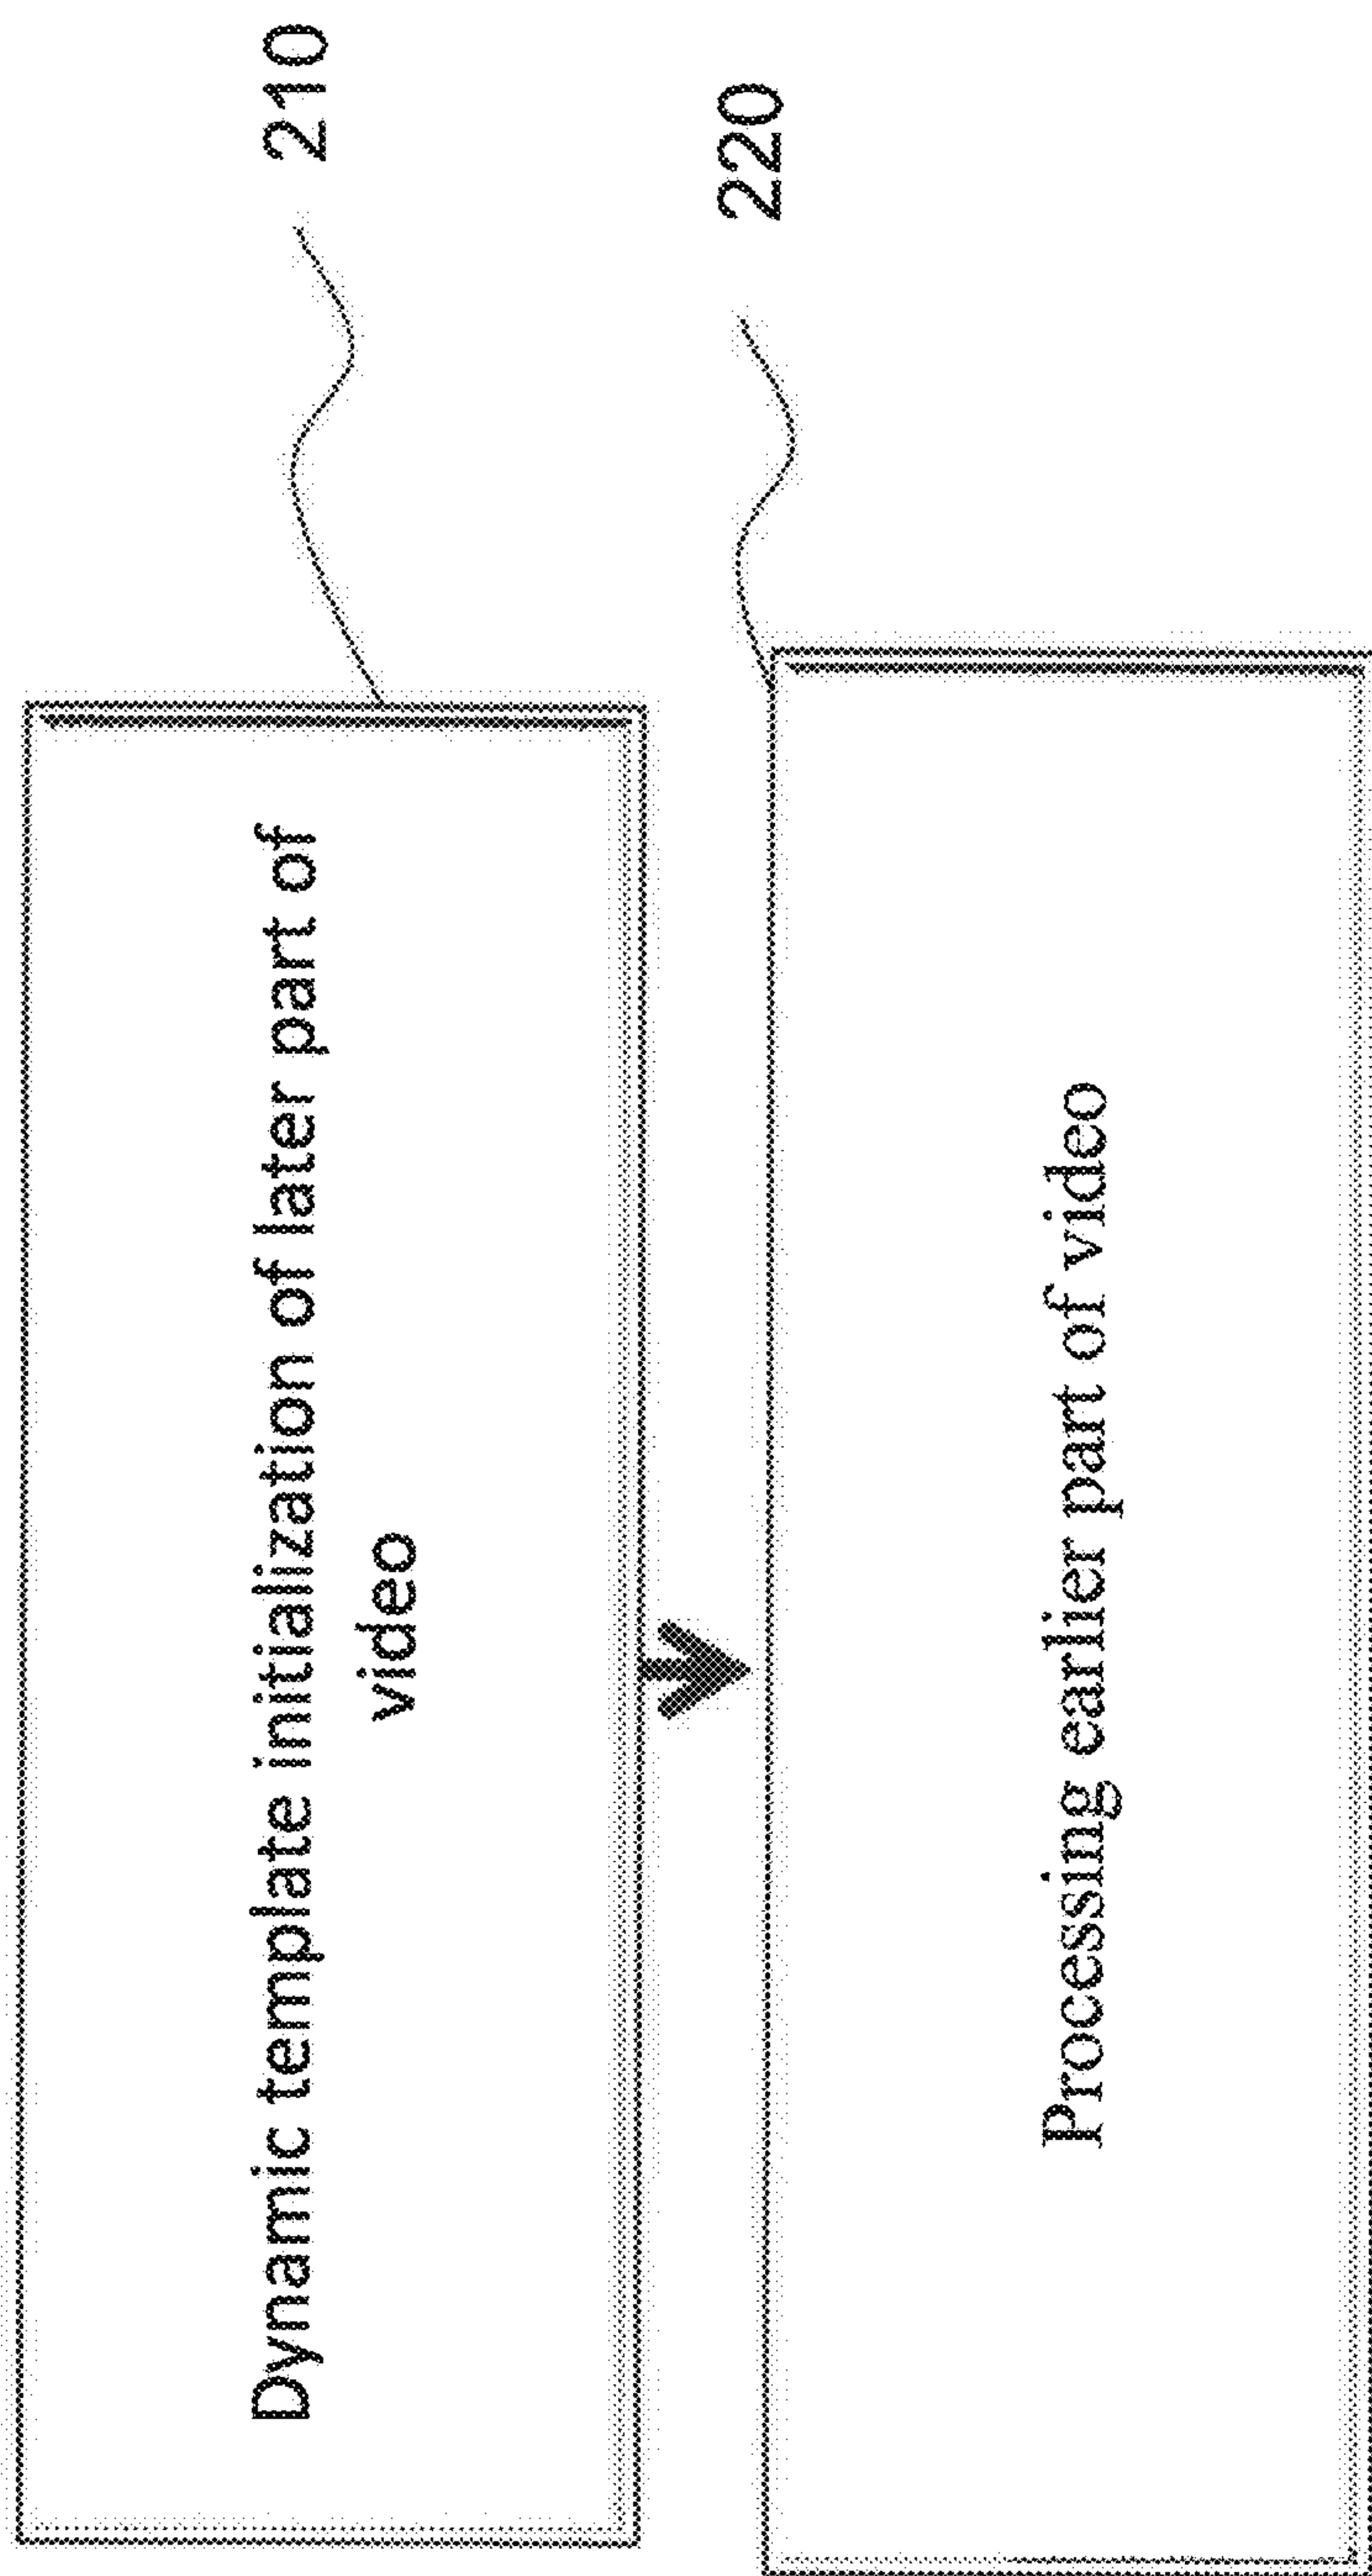 Dynamic template initialization of later part of
video
210
Processing earlier part of video
220